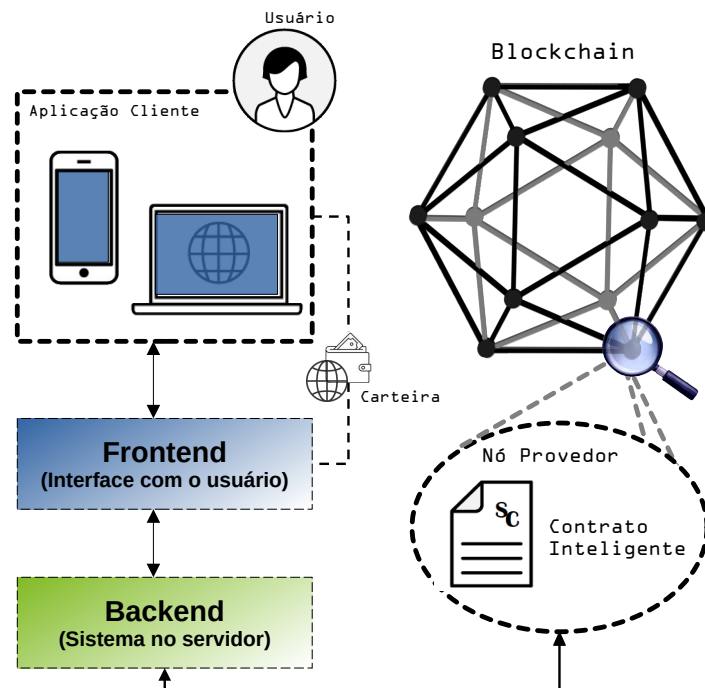 Usuário
Blockchain
Aplicação Cliente
Carteira
Frontend
(Interface com o usuário)
Nó Provedor
SC
Contrato
Inteligente
Backend
(Sistema no servidor)